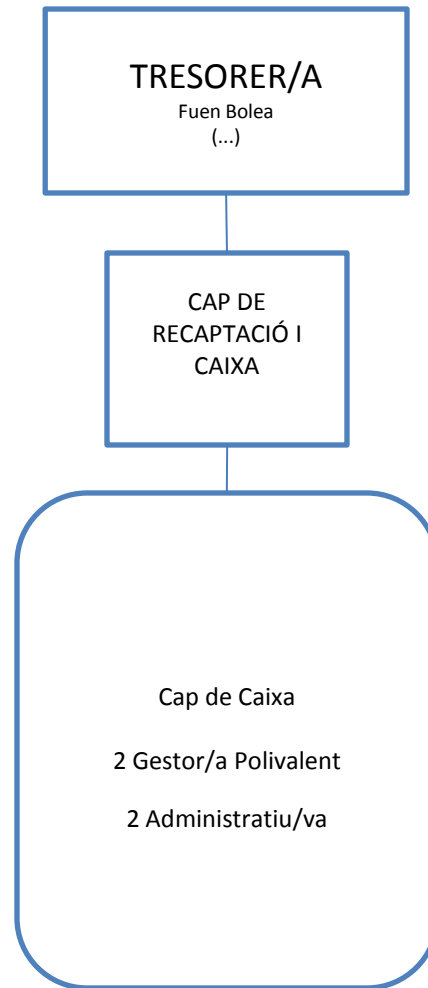 TRESORER/A
Fuen Bolea
(...)
CAP DE
RECAPTACIÓ I
CAIXA
Cap de Caixa
2 Gestor/a Polivalent
2 Administratiu/va